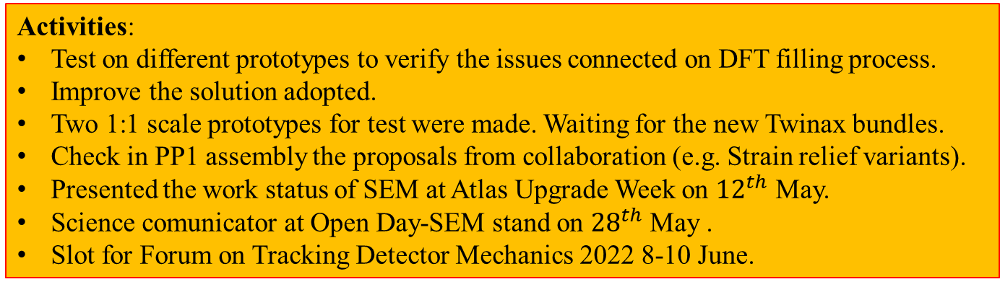 Activities:
• Test on different prototypes to verify the issues connected on DFT filling process.
• Improve the solution adopted.
• Two 1:1 scale prototypes for test were made. Waiting for the new Twinax bundles.
• Check in PP1 assembly the proposals from collaboration (e.g. Strain relief variants).
• Presented the work status of SEM at Atlas Upgrade Week on 12th May.
• Science comunicator at Open Day-SEM stand on 28th May .
• Slot for Forum on Tracking Detector Mechanics 2022 8-10 June.